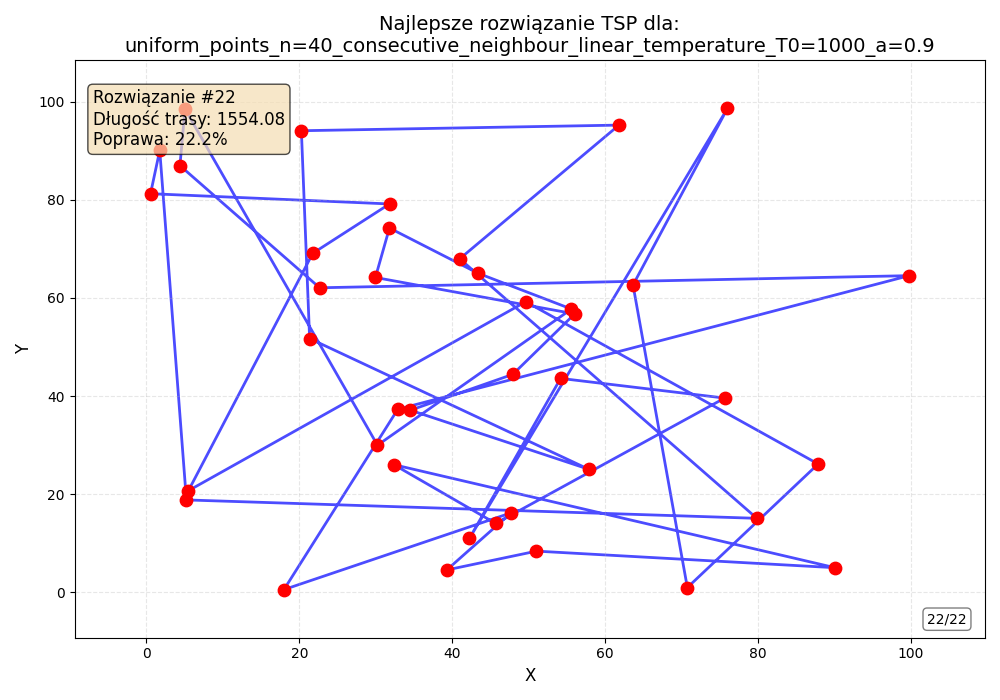 Najlepsze rozwiązanie TSP dla:
uniform_points_n=40_consecutive_neighbour_linear_temperature_T0=1000_a=0.9
Rozwiązanie #22
Długość trasy: 1554.08
Poprawa: 22.2%
100
80
60
40
20
0
Y
0 20 40 60 80 100
X
22/22